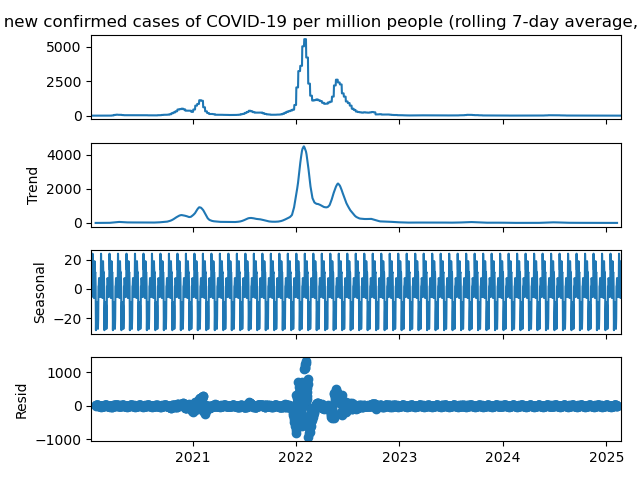 new confirmed cases of COVID-19 per million people (rolling 7-day average,
5000
2500
0
Trend
4000
2000
0
Seasonal
20
0
−20
Resid
1000
0
−1000
2021 2022 2023 2024 2025